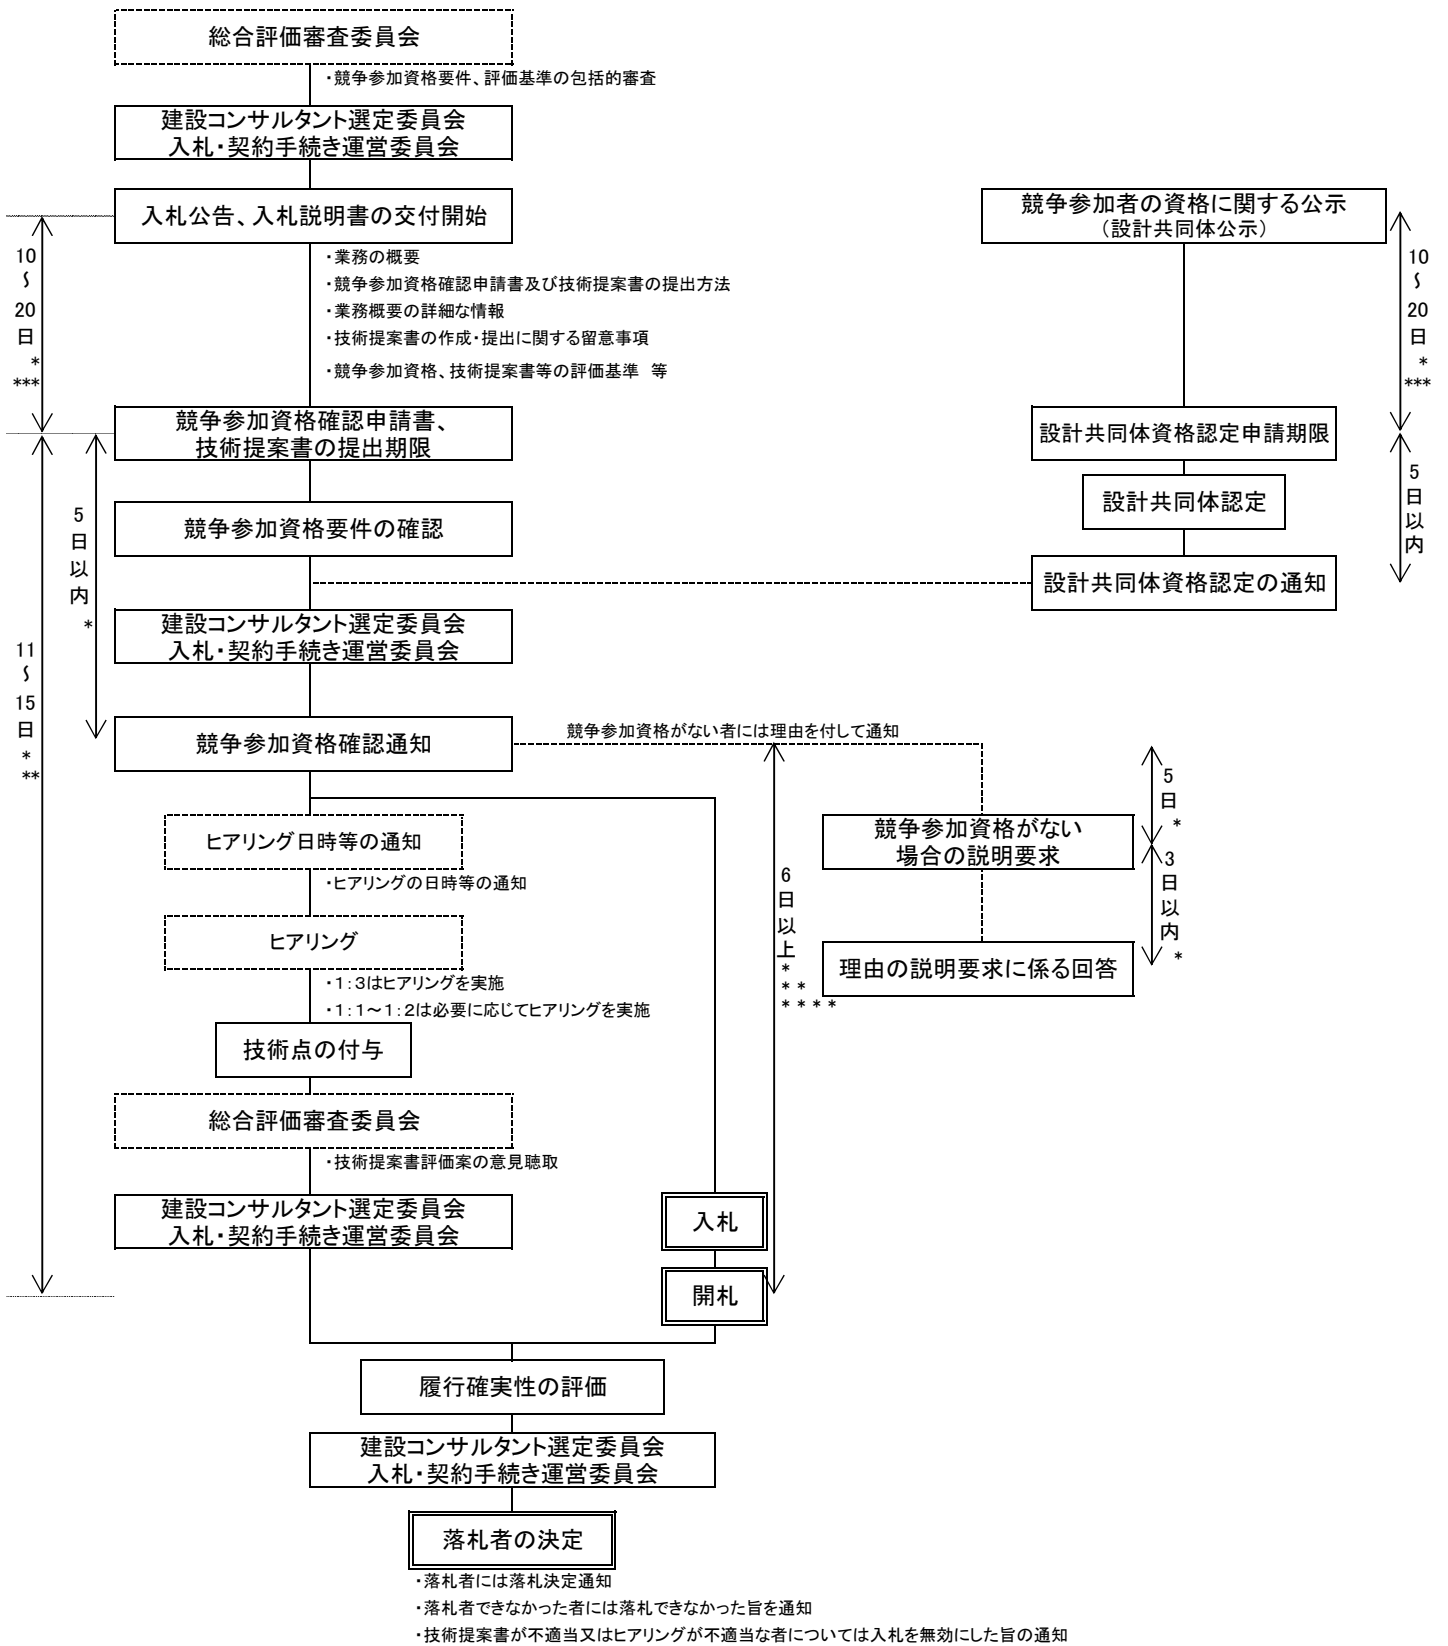 総合評価審査委員会
・競争参加資格要件、評価基準の包括的審査
建設コンサルタント選定委員会
入札・契約手続き運営委員会
入札公告、入札説明書の交付開始
・業務の概要
・競争参加資格確認申請書及び技術提案書の提出方法
・業務概要の詳細な情報
・技術提案書の作成・提出に関する留意事項
・競争参加資格、技術提案書等の評価基準　等
10〜20日*
***
競争参加者の資格に関する公示
（設計共同体公示）
10〜20日*
***
競争参加資格確認申請書、
技術提案書の提出期限
設計共同体資格認定申請期限
設計共同体認定
5日以内
設計共同体資格認定の通知
競争参加資格要件の確認
5日以内*
建設コンサルタント選定委員会
入札・契約手続き運営委員会
11〜15日*
**
競争参加資格確認通知
競争参加資格がない者には理由を付して通知
5日*
競争参加資格がない
場合の説明要求
3日以内*
理由の説明要求に係る回答
6日以上*
**
****
ヒアリング日時等の通知
・ヒアリングの日時等の通知
ヒアリング
・1：3はヒアリングを実施
・1：1〜1：2は必要に応じてヒアリングを実施
技術点の付与
総合評価審査委員会
・技術提案書評価案の意見聴取
建設コンサルタント選定委員会
入札・契約手続き運営委員会
入札
開札
履行確実性の評価
建設コンサルタント選定委員会
入札・契約手続き運営委員会
落札者の決定
・落札者には落札決定通知
・落札者できなかった者には落札できなかった旨を通知
・技術提案書が不適当又はヒアリングが不適当な者については入札を無効にした旨の通知